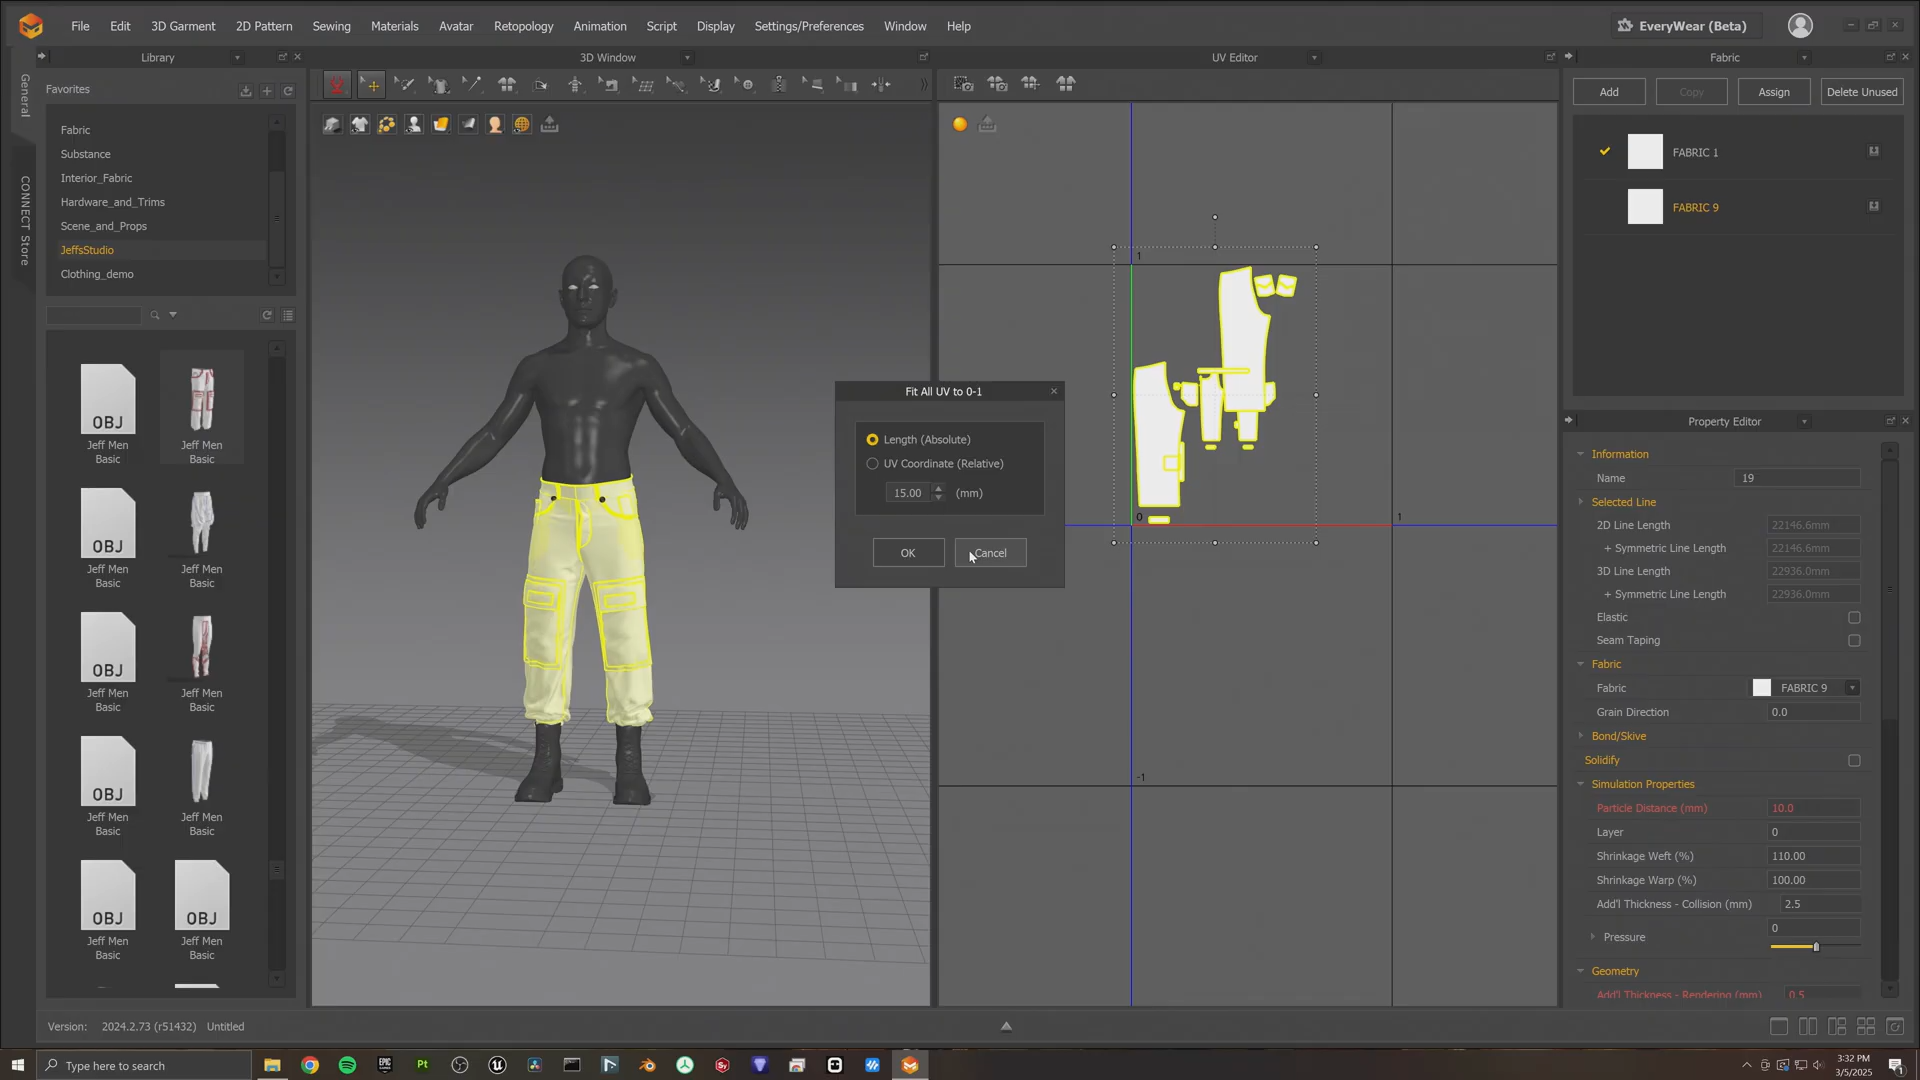 File Edit 3D Garment 2D Pattern Sewing Materials Avatar Retopology Animation Script Display Settings/Preferences Window Help
EveryWear (Beta)
Library
3D Window
UV Editor
Fabric
General
CONNECT Store
Favorites
Fabric
Substance
Interior_Fabric
Hardware_and_Trims
Scene_and_Props
JeffsStudio
Clothing_demo
OBJ
Jeff Men
Basic
Jeff Men
Basic
OBJ
Jeff Men
Basic
Jeff Men
Basic
OBJ
Jeff Men
Basic
Jeff Men
Basic
OBJ
Jeff Men
Basic
Jeff Men
Basic
OBJ
Jeff Men
Basic
OBJ
Jeff Men
Basic
1
0
1
-1
Fit All UV to 0-1
Length (Absolute)
UV Coordinate (Relative)
15.00 (mm)
OK Cancel
Add Copy Assign Delete Unused
FABRIC 1
FABRIC 9
Property Editor
Information
Name 19
Selected Line
2D Line Length 22146.6mm
+ Symmetric Line Length 22146.6mm
3D Line Length 22936.0mm
+ Symmetric Line Length 22936.0mm
Elastic
Seam Taping
Fabric
Fabric FABRIC 9
Grain Direction 0.0
Bond/Skive
Solidify
Simulation Properties
Particle Distance (mm) 10.0
Layer 0
Shrinkage Weft (%) 110.00
Shrinkage Warp (%) 100.00
Add'l Thickness - Collision (mm) 2.5
Pressure 0
Geometry
Add'l Thickness - Rendering (mm) 0.5
Version: 2024.2.73 (r51432) Untitled
Type here to search
EPIC
Pt
3:32 PM
3/5/2025
1